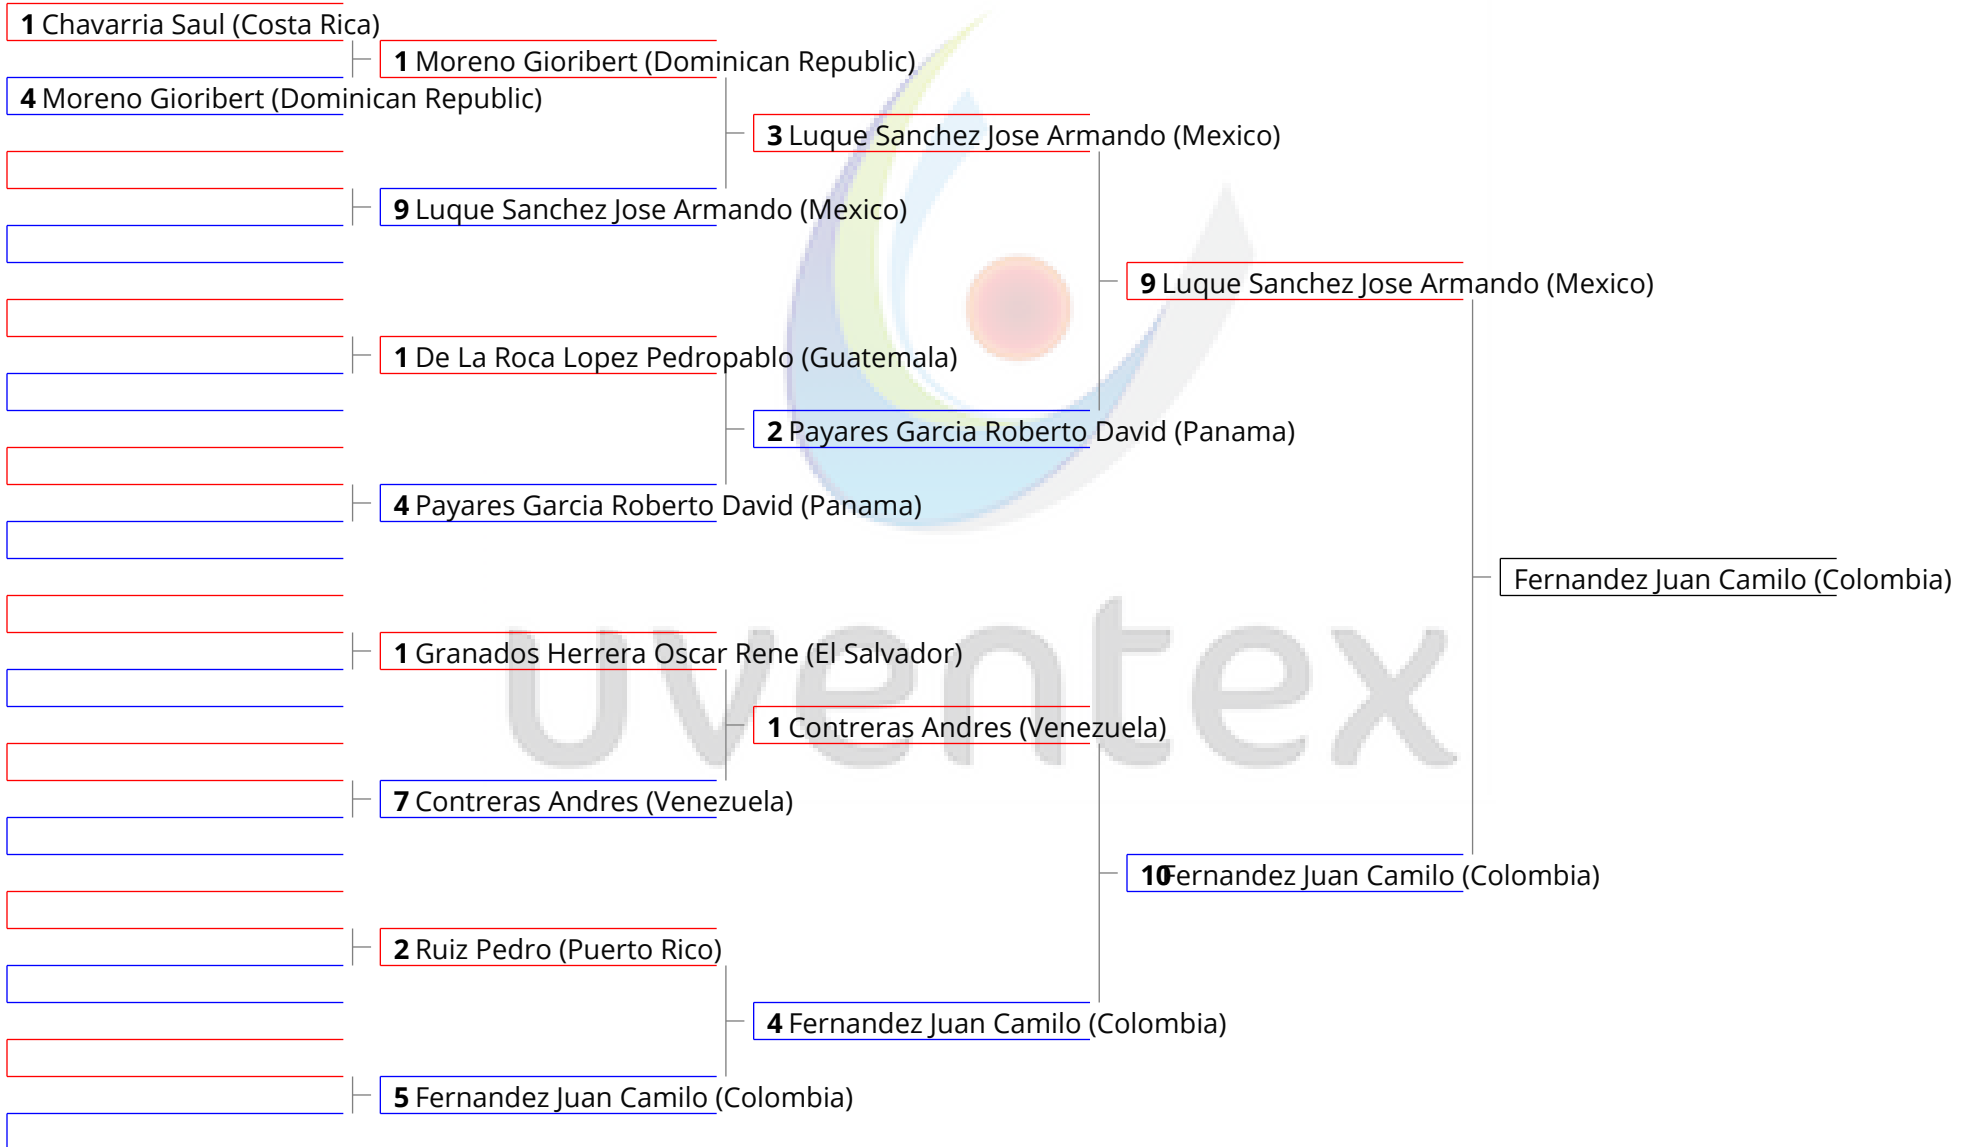 1 Chavarria Saul (Costa Rica)
1 Moreno Gioribert (Dominican Republic)
4 Moreno Gioribert (Dominican Republic)
3 Luque Sanchez Jose Armando (Mexico)
9 Luque Sanchez Jose Armando (Mexico)
9 Luque Sanchez Jose Armando (Mexico)
1 De La Roca Lopez Pedropablo (Guatemala)
2 Payares Garcia Roberto David (Panama)
4 Payares Garcia Roberto David (Panama)
Fernandez Juan Camilo (Colombia)
1 Granados Herrera Oscar Rene (El Salvador)
uventex
1 Contreras Andres (Venezuela)
7 Contreras Andres (Venezuela)
10 Fernandez Juan Camilo (Colombia)
2 Ruiz Pedro (Puerto Rico)
4 Fernandez Juan Camilo (Colombia)
5 Fernandez Juan Camilo (Colombia)